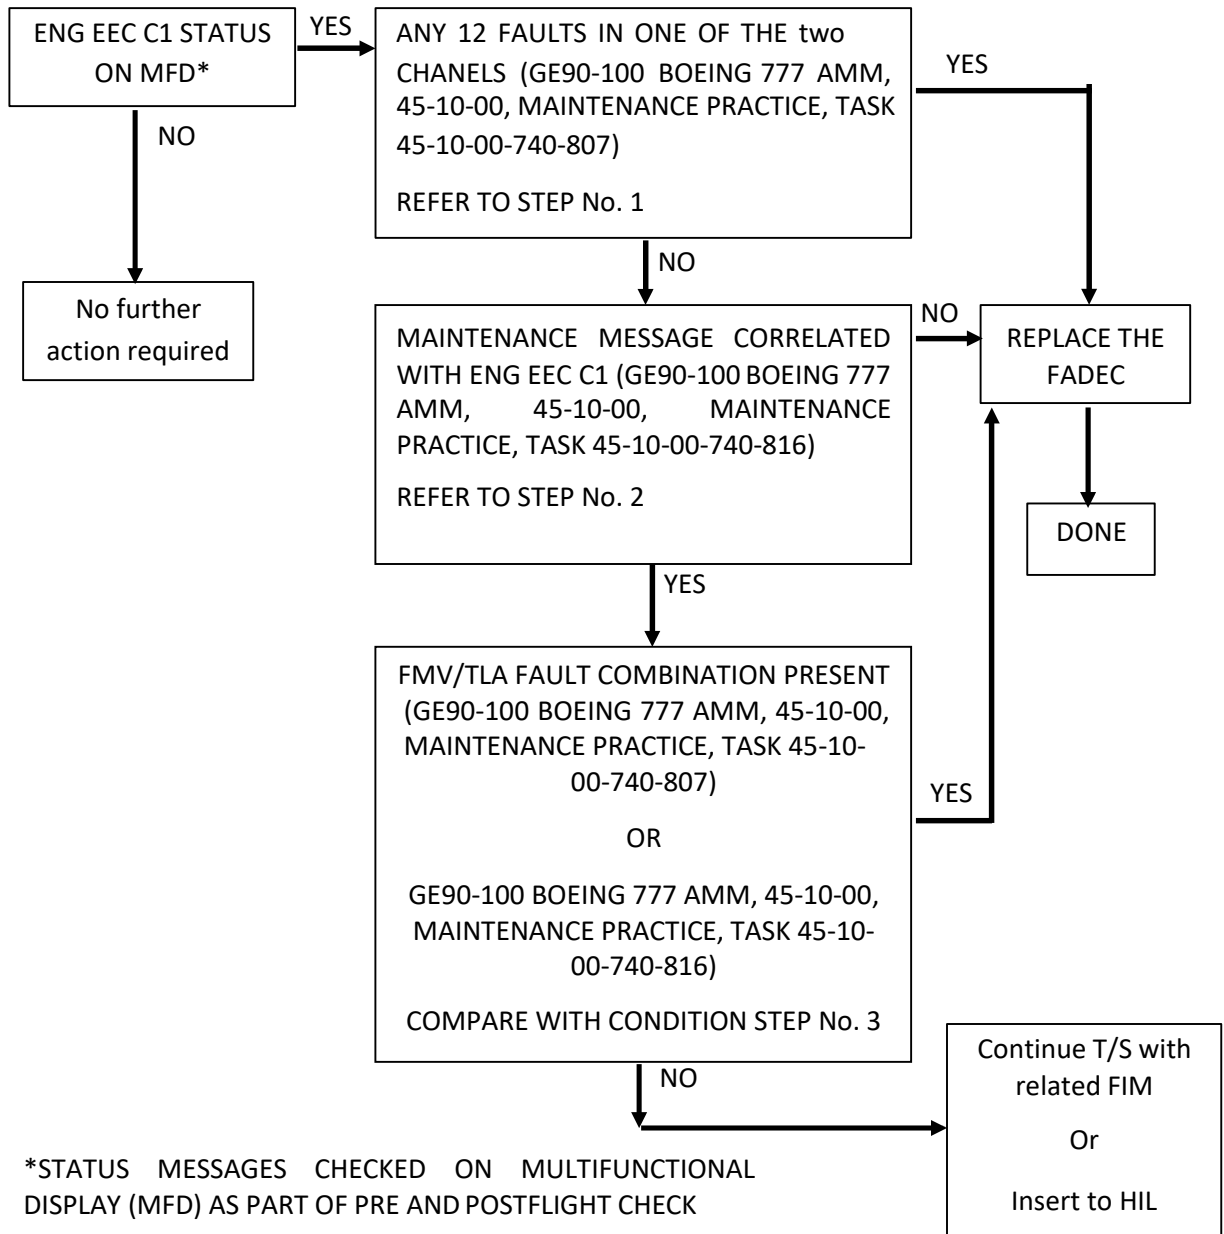 ENG EEC C1 STATUS
ON MFD*
YES
ANY 12 FAULTS IN ONE OF THE two
CHANELS (GE90-100 BOEING 777 AMM,
45-10-00, MAINTENANCE PRACTICE, TASK
45-10-00-740-807)
REFER TO STEP No. 1
YES
NO
No further
action required
NO
MAINTENANCE MESSAGE CORRELATED
WITH ENG EEC C1 (GE90-100 BOEING 777
AMM, 45-10-00, MAINTENANCE
PRACTICE, TASK 45-10-00-740-816)
REFER TO STEP No. 2
NO
REPLACE THE
FADEC
DONE
YES
FMV/TLA FAULT COMBINATION PRESENT
(GE90-100 BOEING 777 AMM, 45-10-00,
MAINTENANCE PRACTICE, TASK 45-10-
00-740-807)
OR
GE90-100 BOEING 777 AMM, 45-10-00,
MAINTENANCE PRACTICE, TASK 45-10-
00-740-816)
COMPARE WITH CONDITION STEP No. 3
YES
NO
Continue T/S with
related FIM
Or
Insert to HIL
*STATUS MESSAGES CHECKED ON MULTIFUNCTIONAL
DISPLAY (MFD) AS PART OF PRE AND POSTFLIGHT CHECK